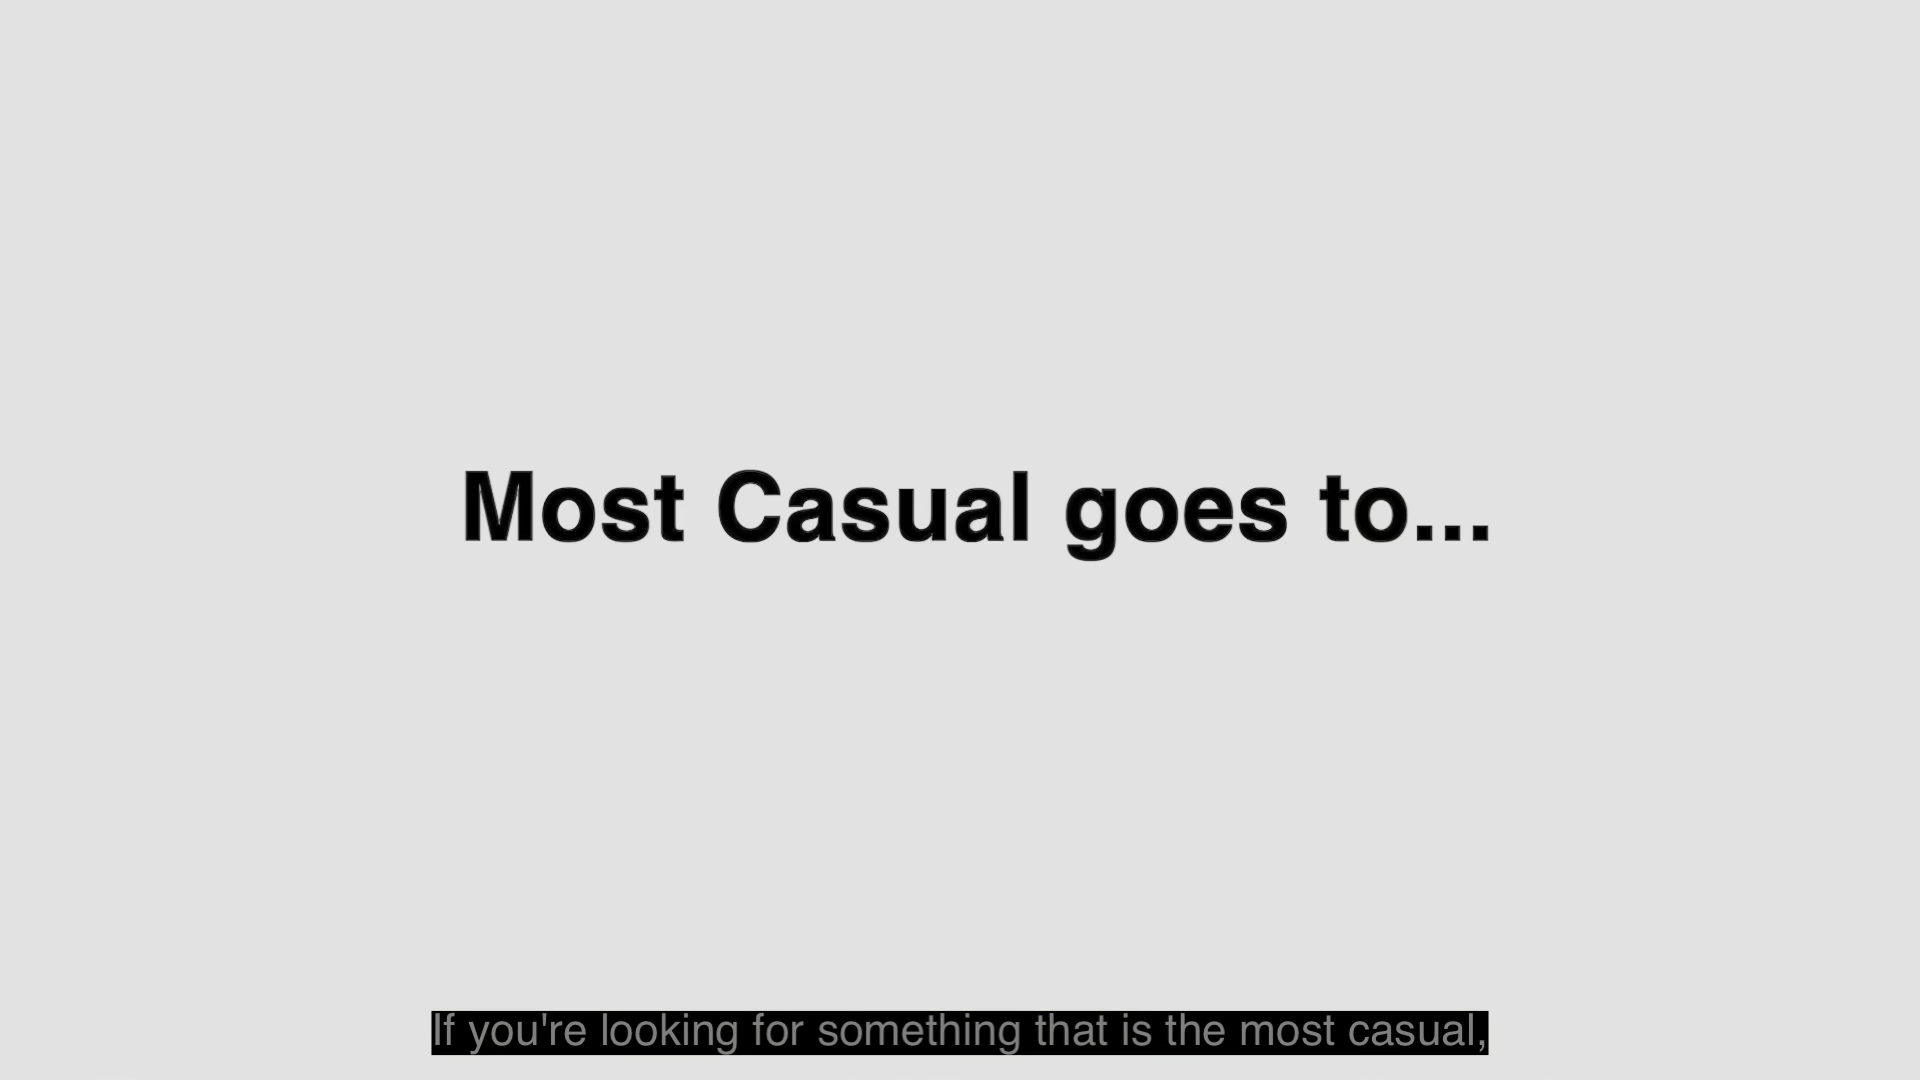 Most Casual goes to...
If you're looking for something that is the most casual,